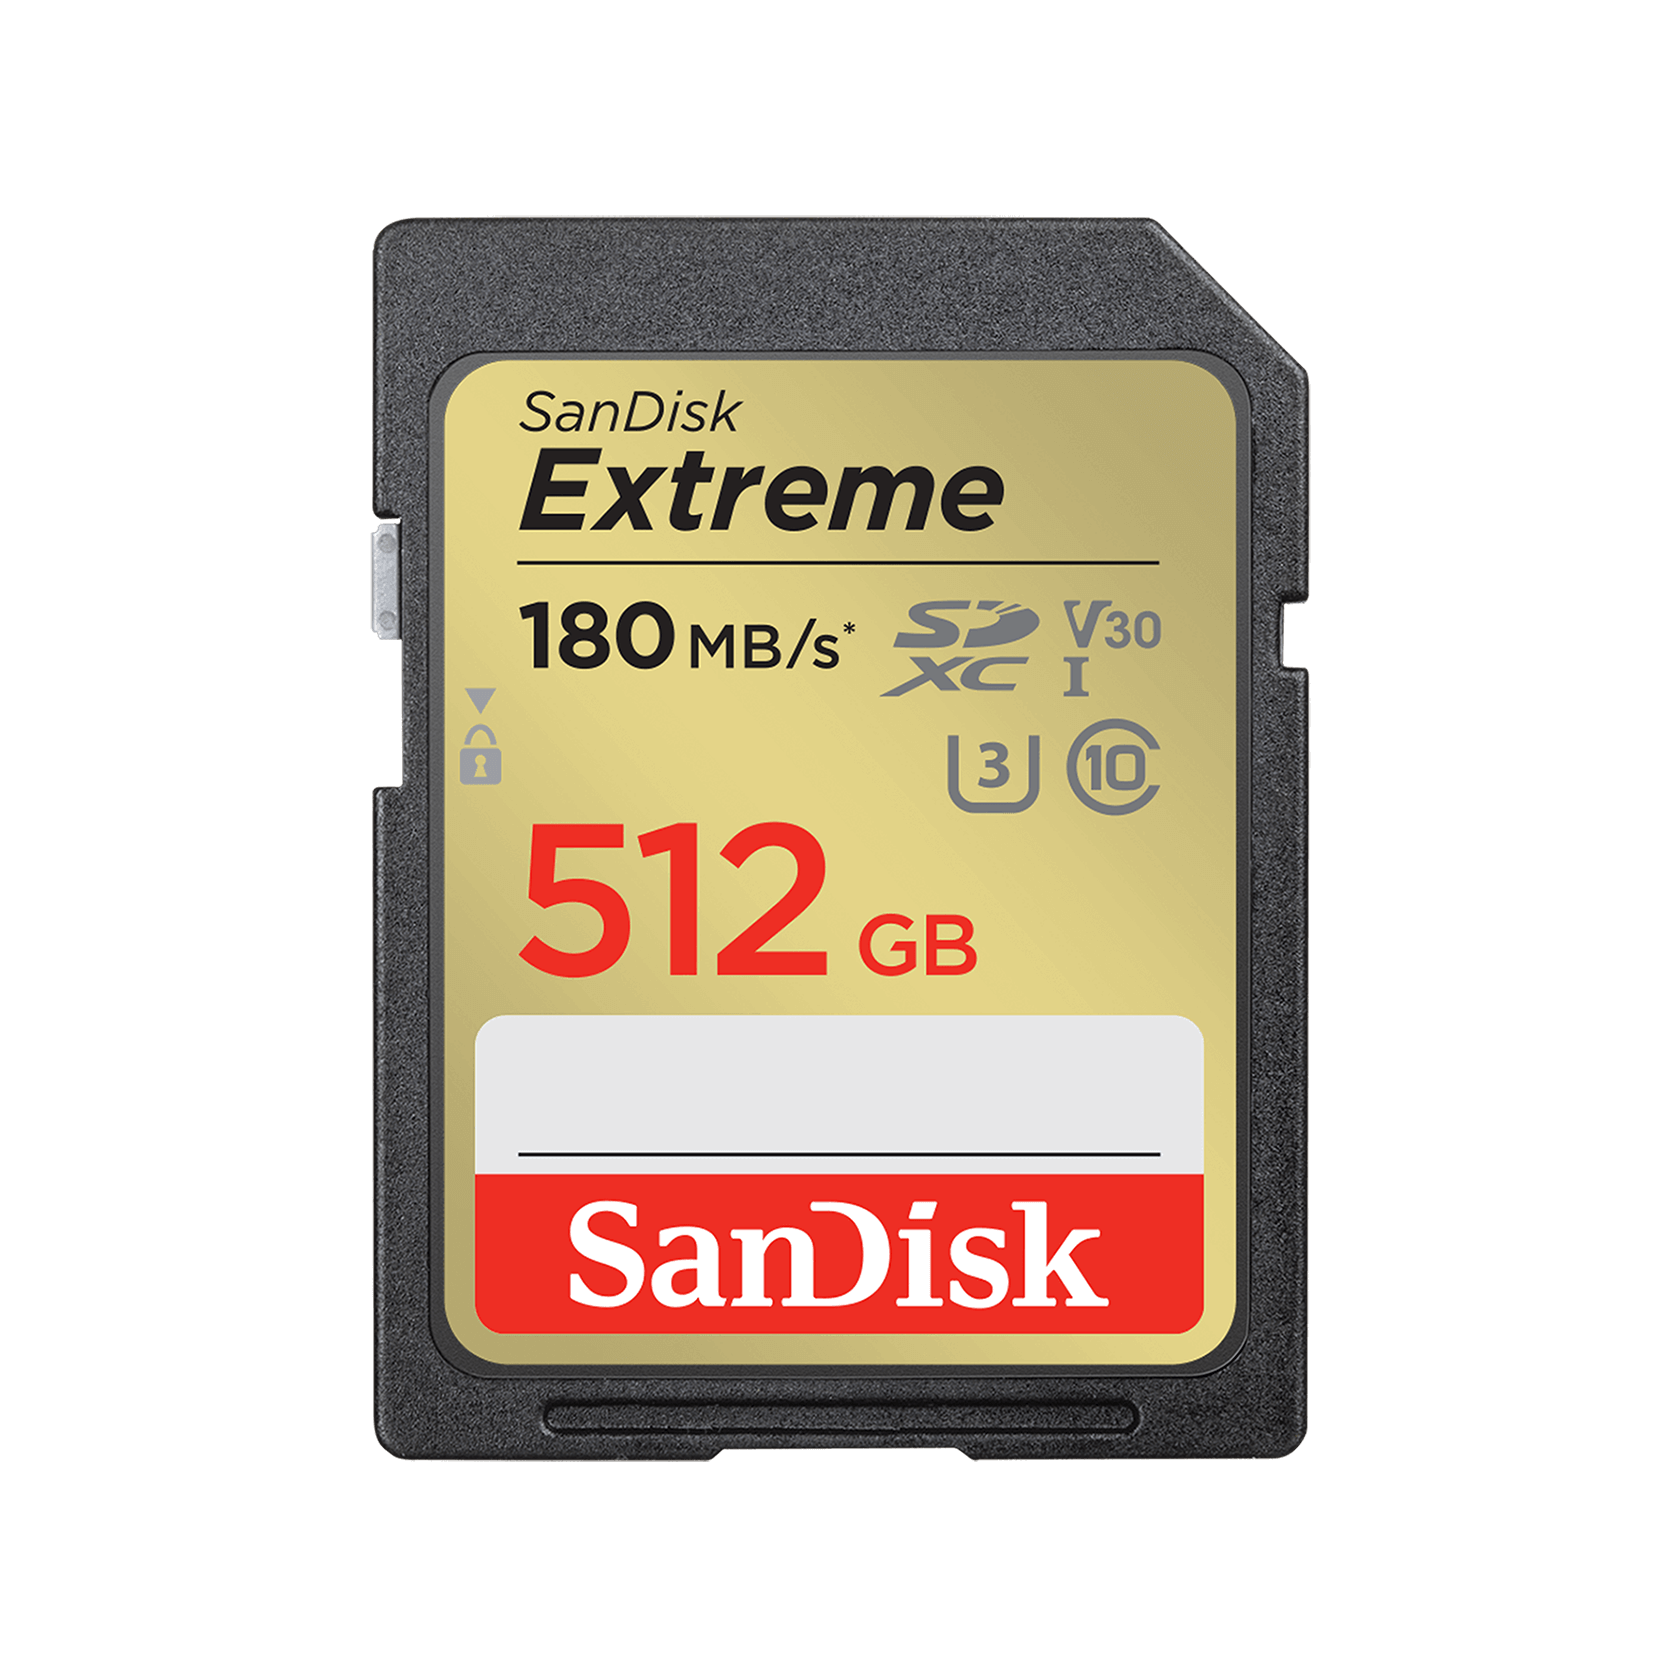 SanDisk
Extreme
180 MB/s*
SD XC V30 I
3 10
512 GB
SanDisk